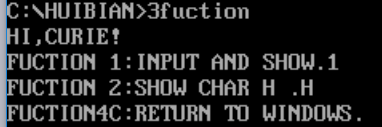 C:\HUIBIAN>3fuction
HI,CURIE!
FUCTION 1:INPUT AND SHOW.1
FUCTION 2:SHOW CHAR H .H
FUCTION4C:RETURN TO WINDOWS.